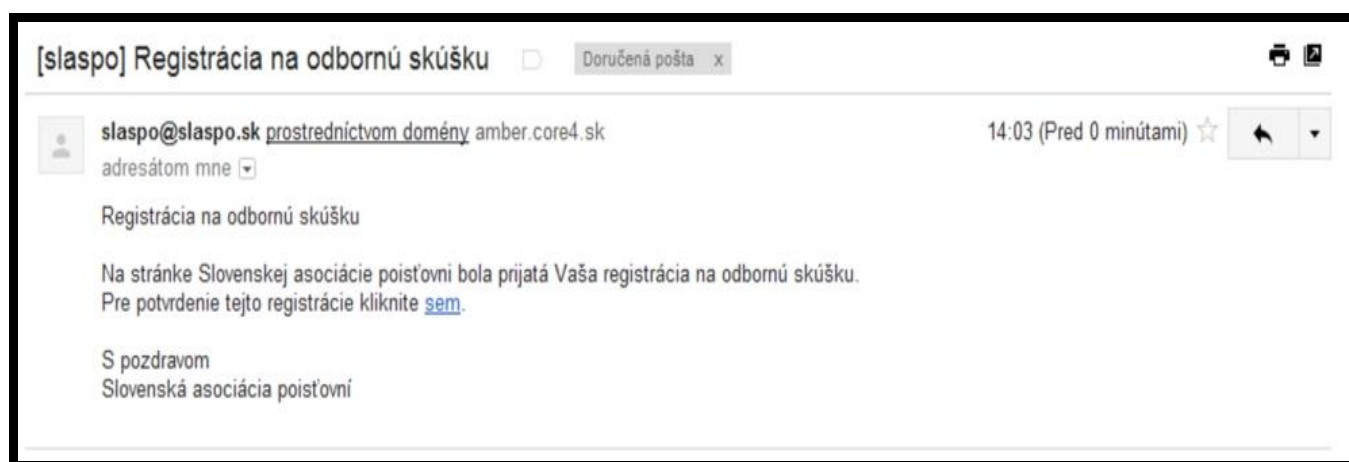 [slaspo] Registrácia na odbornú skúšku Doručená pošta x
slaspo@slaspo.sk prostredníctvom domény amber.core4.sk 14:03 (Pred 0 minútami)
adresátom mne
Registrácia na odbornú skúšku
Na stránke Slovenskej asociácie poisťovni bola prijatá Vaša registrácia na odbornú skúšku.
Pre potvrdenie tejto registrácie kliknite sem.
S pozdravom
Slovenská asociácia poisťovní